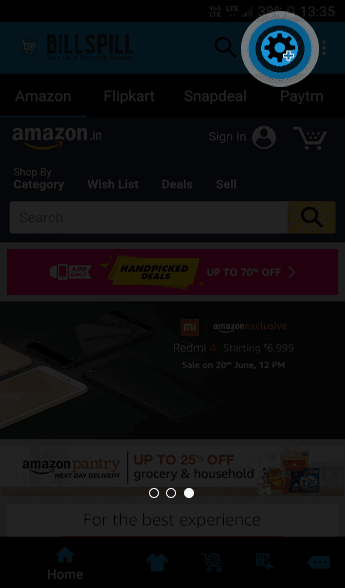 VoLTE LTE 38% 13:35
BILLSPILL
Amazon Flipkart Snapdeal Paytm
amazon.in Sign In
Shop By
Category Wish List Deals Sell
Search
APP ONLY HANDPICKED DEALS UP TO 70% OFF
mi amazonexclusive
Redmi 4 - Starting ₹6,999
Sale on 20th June, 12 PM
amazon pantry UP TO 25% OFF
NEXT DAY DELIVERY grocery & household
For the best experience
Home